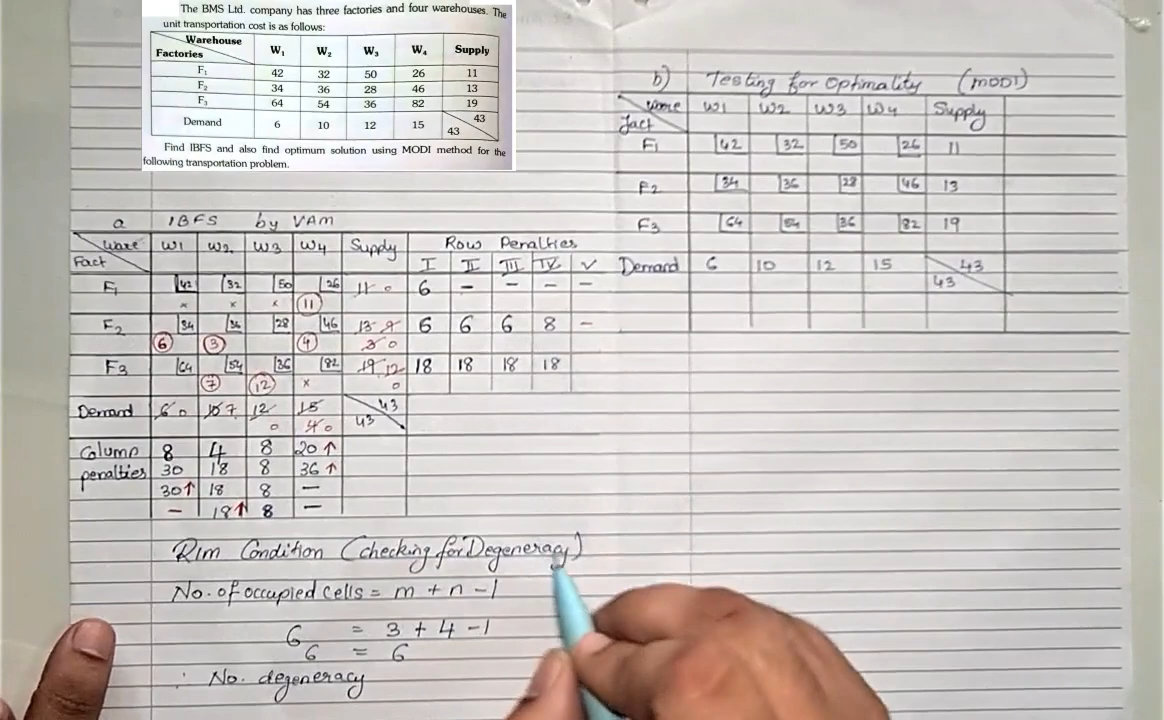 The BMS Ltd. company has three factories and four warehouses. The
unit transportation cost is as follows:
Warehouse
Factories W₁ W₂ W₃ W₄ Supply
F₁ 42 32 50 26 11
F₂ 34 36 28 46 13
F₃ 64 54 36 82 19
Demand 6 10 12 15 43 43
Find IBFS and also find optimum solution using MODI method for the
following transportation problem.
a IBFS by VAM
Ware W1 W2 W3 W4 Supply Row Penalties
Fact I II III IV V
F1 42 32 50 26 11 0 6 - - - -
x x x 11
F2 34 36 28 46 13 9 6 6 6 8 -
6 3 4 3 0
F3 64 54 36 82 19 12 18 18 18 18
7 12 x 0
Demand 6 0 10 7 12 15 43
0 4 0 43
Column 8 4 8 20 ↑
penalties 30 18 8 36 ↑
30↑ 18 8 —
— 18↑ 8 —
Rim Condition (checking for Degeneracy)
No. of occupied cells = m + n - 1
6 = 3 + 4 - 1
6 = 6
∴ No. degeneracy
b) Testing for Optimality (MODI)
Ware W1 W2 W3 W4 Supply
Fact
F1 42 32 50 26 11
F2 34 36 28 46 13
F3 64 54 36 82 19
Demand 6 10 12 15 43
43